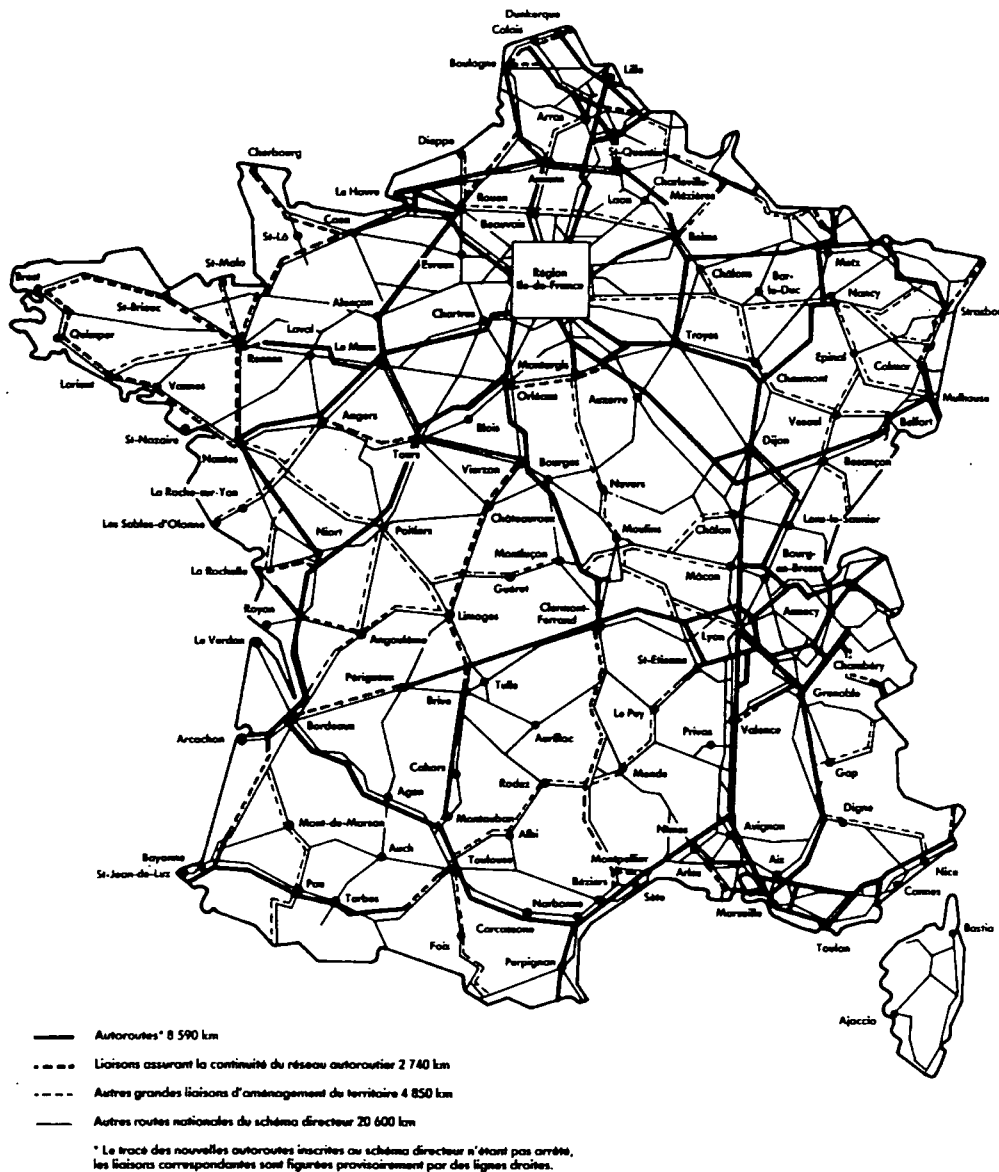 Dunkerque
Calais
Boulogne
Lille
Arras
Dieppe
St-Quentin
Cherbourg
Amiens
Charleville-
Mézières
Le Havre
Rouen
Laon
Caen
Beauvais
Reims
St-Lô
Evreux
Région
Ile-de-France
Châlons
Bar-
le-Duc
Metz
St-Malo
Nancy
Brest
St-Brieuc
Alençon
Chartres
Strasbourg
Quimper
Laval
Le Mans
Troyes
Rennes
Montargis
Épinal
Colmar
Lorient
Vannes
Orléans
Chaumont
Mulhouse
Angers
Auxerre
Vesoul
Belfort
St-Nazaire
Blois
Nantes
Tours
Dijon
Vierzon
Bourges
Besançon
La Roche-sur-Yon
Nevers
Les Sables-d'Olonne
Châteauroux
Lons-le-Saunier
Niort
Poitiers
Moulins
Châlon
Montluçon
Bourg-
en-Bresse
La Rochelle
Mâcon
Guéret
Royan
Clermont-
Ferrand
Annecy
Limoges
Le Verdon
Angoulême
Lyon
St-Etienne
Chambéry
Périgueux
Tulle
Grenoble
Brive
Le Puy
Bordeaux
Privas
Valence
Arcachon
Aurillac
Cahors
Gap
Rodez
Mende
Agen
Digne
Mont-de-Marsan
Montauban
Albi
Nîmes
Avignon
Bayonne
Auch
Montpellier
St-Jean-de-Luz
Toulouse
Aix
Nice
Pau
Béziers
Arles
Tarbes
Narbonne
Sète
Cannes
Marseille
Carcassonne
Toulon
Foix
Bastia
Perpignan
Ajaccio
Autoroutes* 8 590 km
Liaisons assurant la continuité du réseau autoroutier 2 740 km
Autres grandes liaisons d'aménagement du territoire 4 850 km
Autres routes nationales du schéma directeur 20 600 km
* Le tracé des nouvelles autoroutes inscrites au schéma directeur n'étant pas arrêté,
les liaisons correspondantes sont figurées provisoirement par des lignes droites.